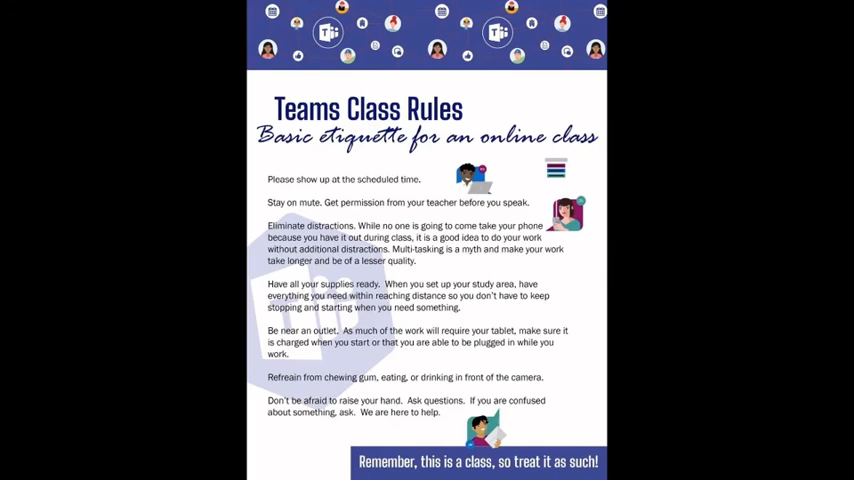 Teams Class Rules
Basic etiquette for an online class
Please show up at the scheduled time.
Stay on mute. Get permission from your teacher before you speak.
Eliminate distractions. While no one is going to come take your phone
because you have it out during class, it is a good idea to do your work
without additional distractions. Multi-tasking is a myth and make your work
take longer and be of a lesser quality.
Have all your supplies ready. When you set up your study area, have
everything you need within reaching distance so you don't have to keep
stopping and starting when you need something.
Be near an outlet. As much of the work will require your tablet, make sure it
is charged when you start or that you are able to be plugged in while you
work.
Refreain from chewing gum, eating, or drinking in front of the camera.
Don't be afraid to raise your hand. Ask questions. If you are confused
about something, ask. We are here to help.
Remember, this is a class, so treat it as such!